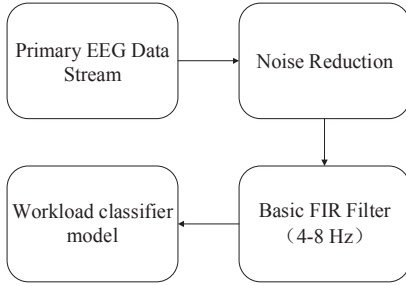 Primary EEG Data
Stream
Noise Reduction
Workload classifier
model
Basic FIR Filter
（4-8 Hz）